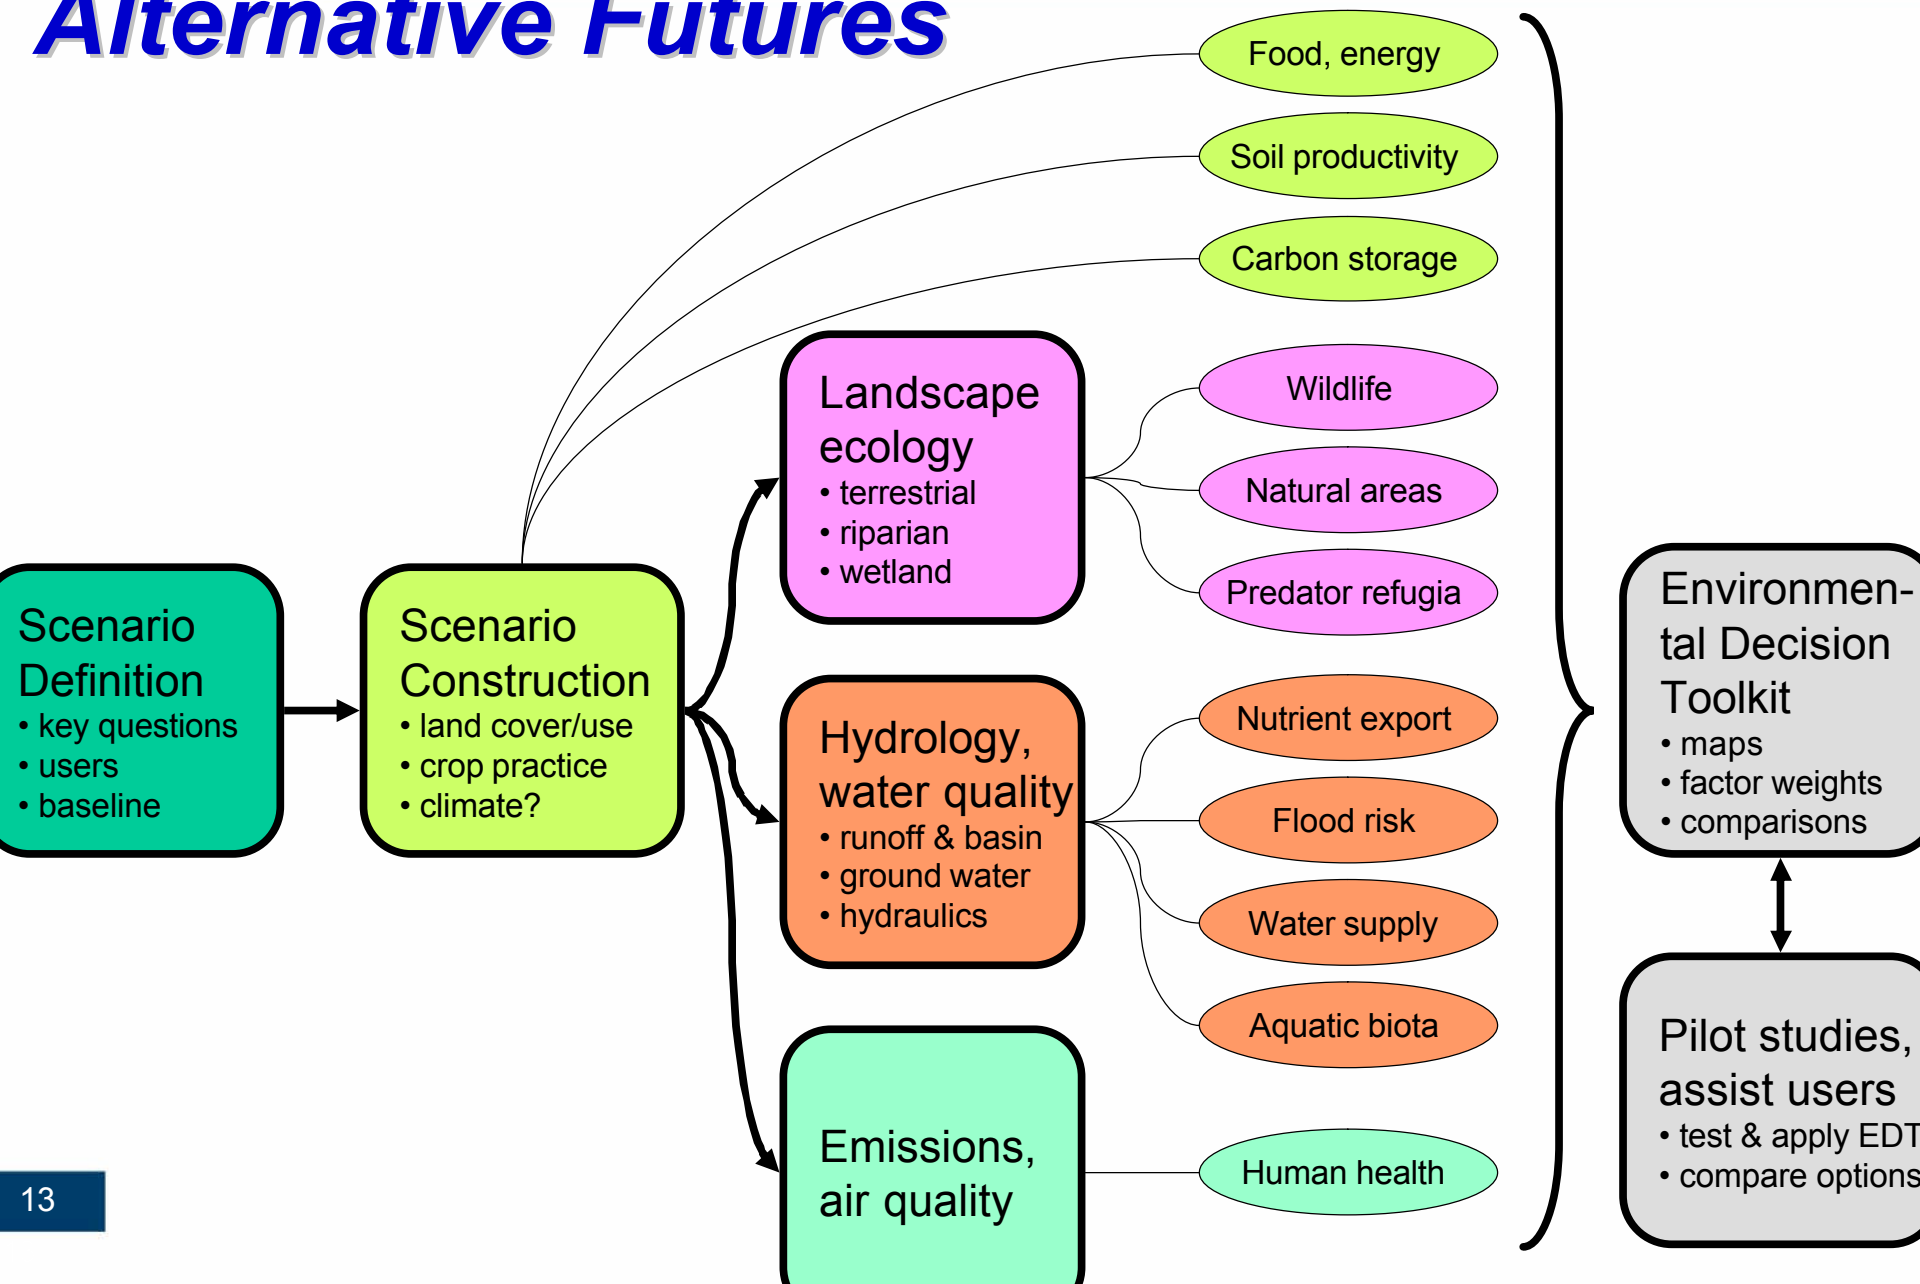 Alternative Futures
Food, energy
Soil productivity
Carbon storage
Landscape
ecology
• terrestrial
• riparian
• wetland
Wildlife
Natural areas
Predator refugia
Scenario
Definition
• key questions
• users
• baseline
Scenario
Construction
• land cover/use
• crop practice
• climate?
Hydrology,
water quality
• runoff & basin
• ground water
• hydraulics
Nutrient export
Flood risk
Water supply
Aquatic biota
Emissions,
air quality
Human health
Environmen-
tal Decision
Toolkit
• maps
• factor weights
• comparisons
Pilot studies,
assist users
• test & apply EDT
• compare options
13